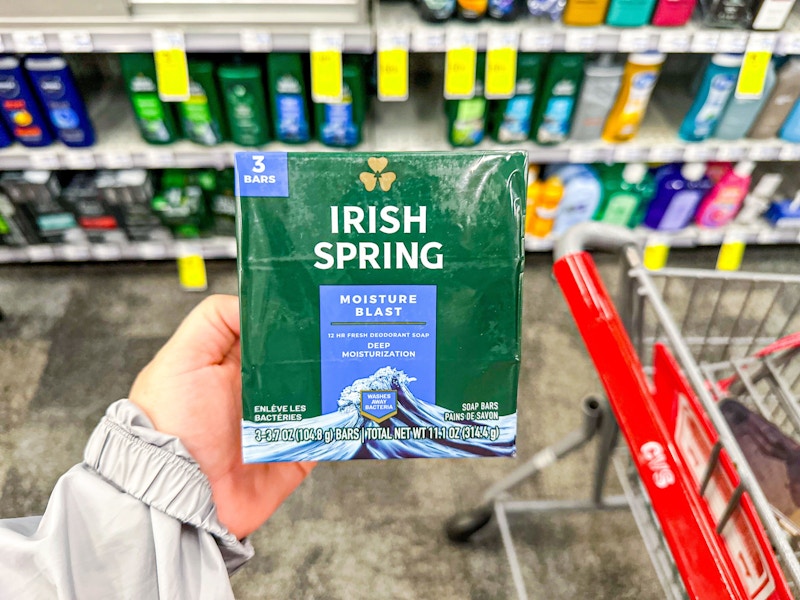 3
BARS
IRISH
SPRING
MOISTURE
BLAST
12 HR FRESH DEODORANT SOAP
DEEP
MOISTURIZATION
WASHES
AWAY
BACTERIA
ENLÈVE LES
BACTÉRIES
SOAP BARS
PAINS DE SAVON
3-3.7 OZ (104.8 g) BARS | TOTAL NET WT 11.1 OZ (314.4 g)
CVS